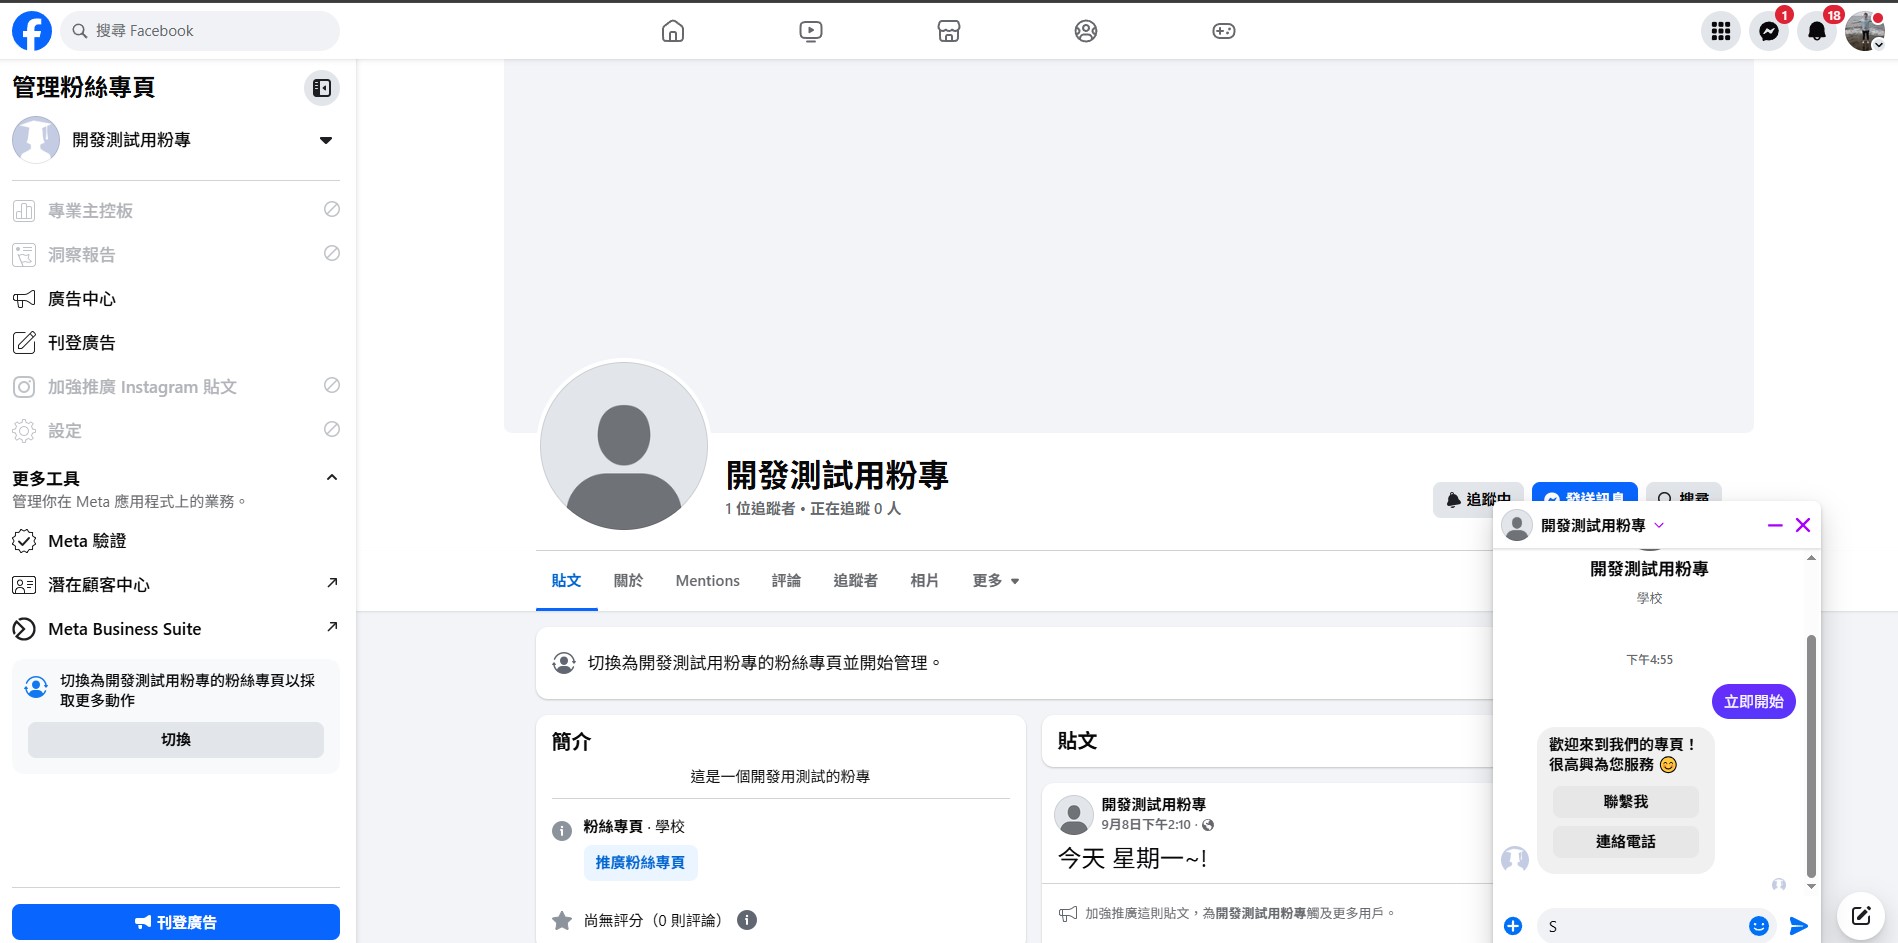 搜尋 Facebook
1
18
管理粉絲專頁
開發測試用粉專
專業主控板
洞察報告
廣告中心
刊登廣告
加強推廣 Instagram 貼文
設定
更多工具
管理你在 Meta 應用程式上的業務。
Meta 驗證
潛在顧客中心
Meta Business Suite
切換為開發測試用粉專的粉絲專頁以採
取更多動作
切換
刊登廣告
開發測試用粉專
1 位追蹤者 • 正在追蹤 0 人
追蹤中
發送訊息
搜尋
貼文
關於
Mentions
評論
追蹤者
相片
更多
切換為開發測試用粉專的粉絲專頁並開始管理。
簡介
這是一個開發用測試的粉專
粉絲專頁 · 學校
推廣粉絲專頁
尚無評分（0 則評論）
貼文
開發測試用粉專
9月8日下午2:10 ·
今天 星期一~!
加強推廣這則貼文，為開發測試用粉專觸及更多用戶。
開發測試用粉專
開發測試用粉專
學校
下午4:55
立即開始
歡迎來到我們的專頁！
很高興為您服務 😊
聯繫我
連絡電話
S